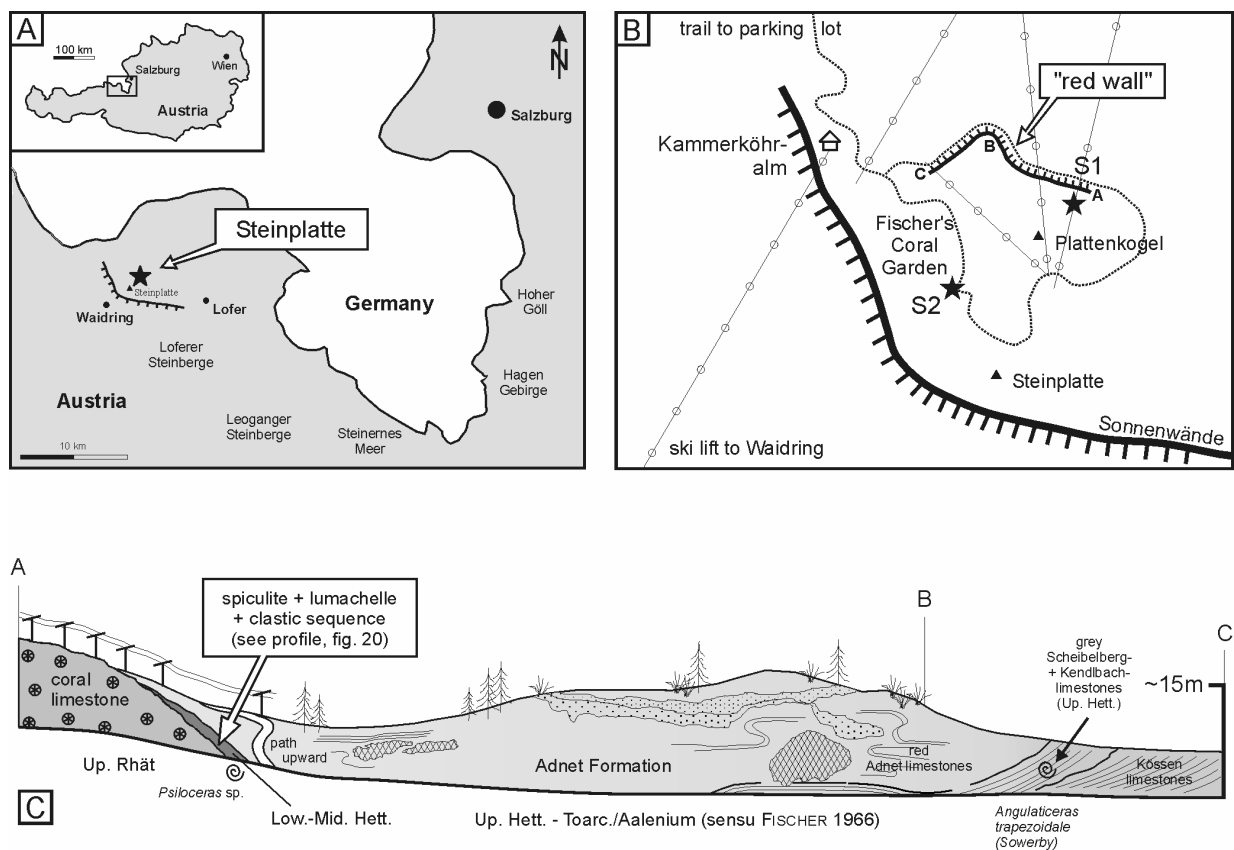 A
100 km
Salzburg
Wien
Austria
N
Salzburg
Steinplatte
Steinplatte
Waidring
Lofer
Germany
Hoher
Göll
Loferer
Steinberge
Hagen
Gebirge
Austria
Leoganger
Steinberge
Steinernes
Meer
10 km
B
trail to parking lot
"red wall"
Kammerköhr-
alm
B
S1
C
A
Fischer's
Coral
Garden
Plattenkogel
S2
Steinplatte
Sonnenwände
ski lift to Waidring
A
spiculite + lumachelle
+ clastic sequence
(see profile, fig. 20)
B
C
grey
Scheibelberg-
+ Kendlbach-
limestones
(Up. Hett.)
~15m
coral
limestone
path
upward
red
Adnet limestones
Adnet Formation
Kössen
limestones
Up. Rhät
Psiloceras sp.
C
Low.-Mid. Hett.
Up. Hett. - Toarc./Aalenium (sensu FISCHER 1966)
Angulaticeras
trapezoidale
(Sowerby)